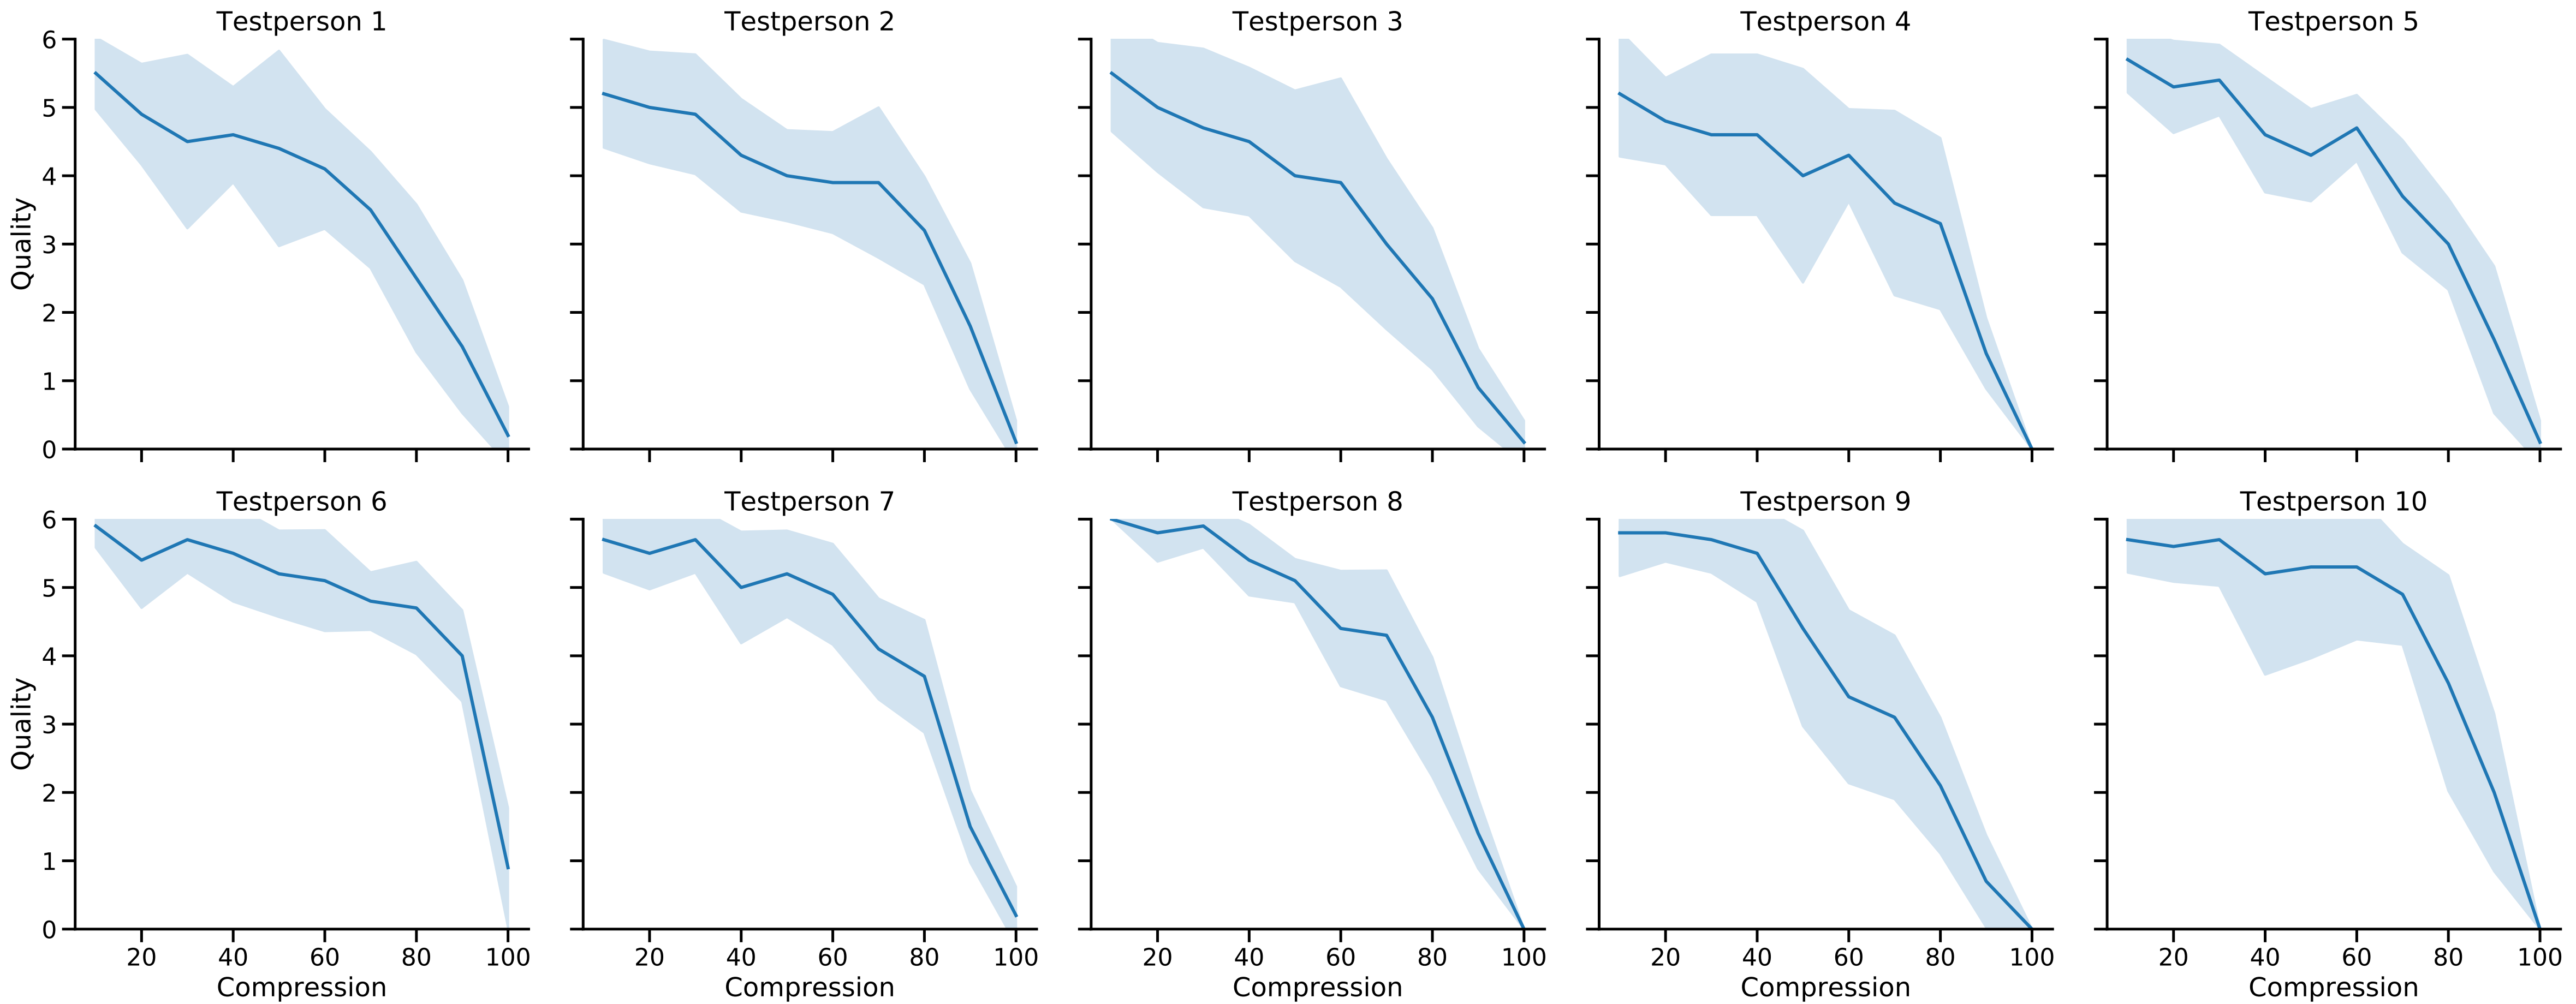 Testperson 1
Testperson 2
Testperson 3
Testperson 4
Testperson 5
6
5
4
3
2
1
0
Quality
Testperson 6
Testperson 7
Testperson 8
Testperson 9
Testperson 10
6
5
4
3
2
1
0
Quality
20 40 60 80 100
20 40 60 80 100
20 40 60 80 100
20 40 60 80 100
20 40 60 80 100
Compression
Compression
Compression
Compression
Compression